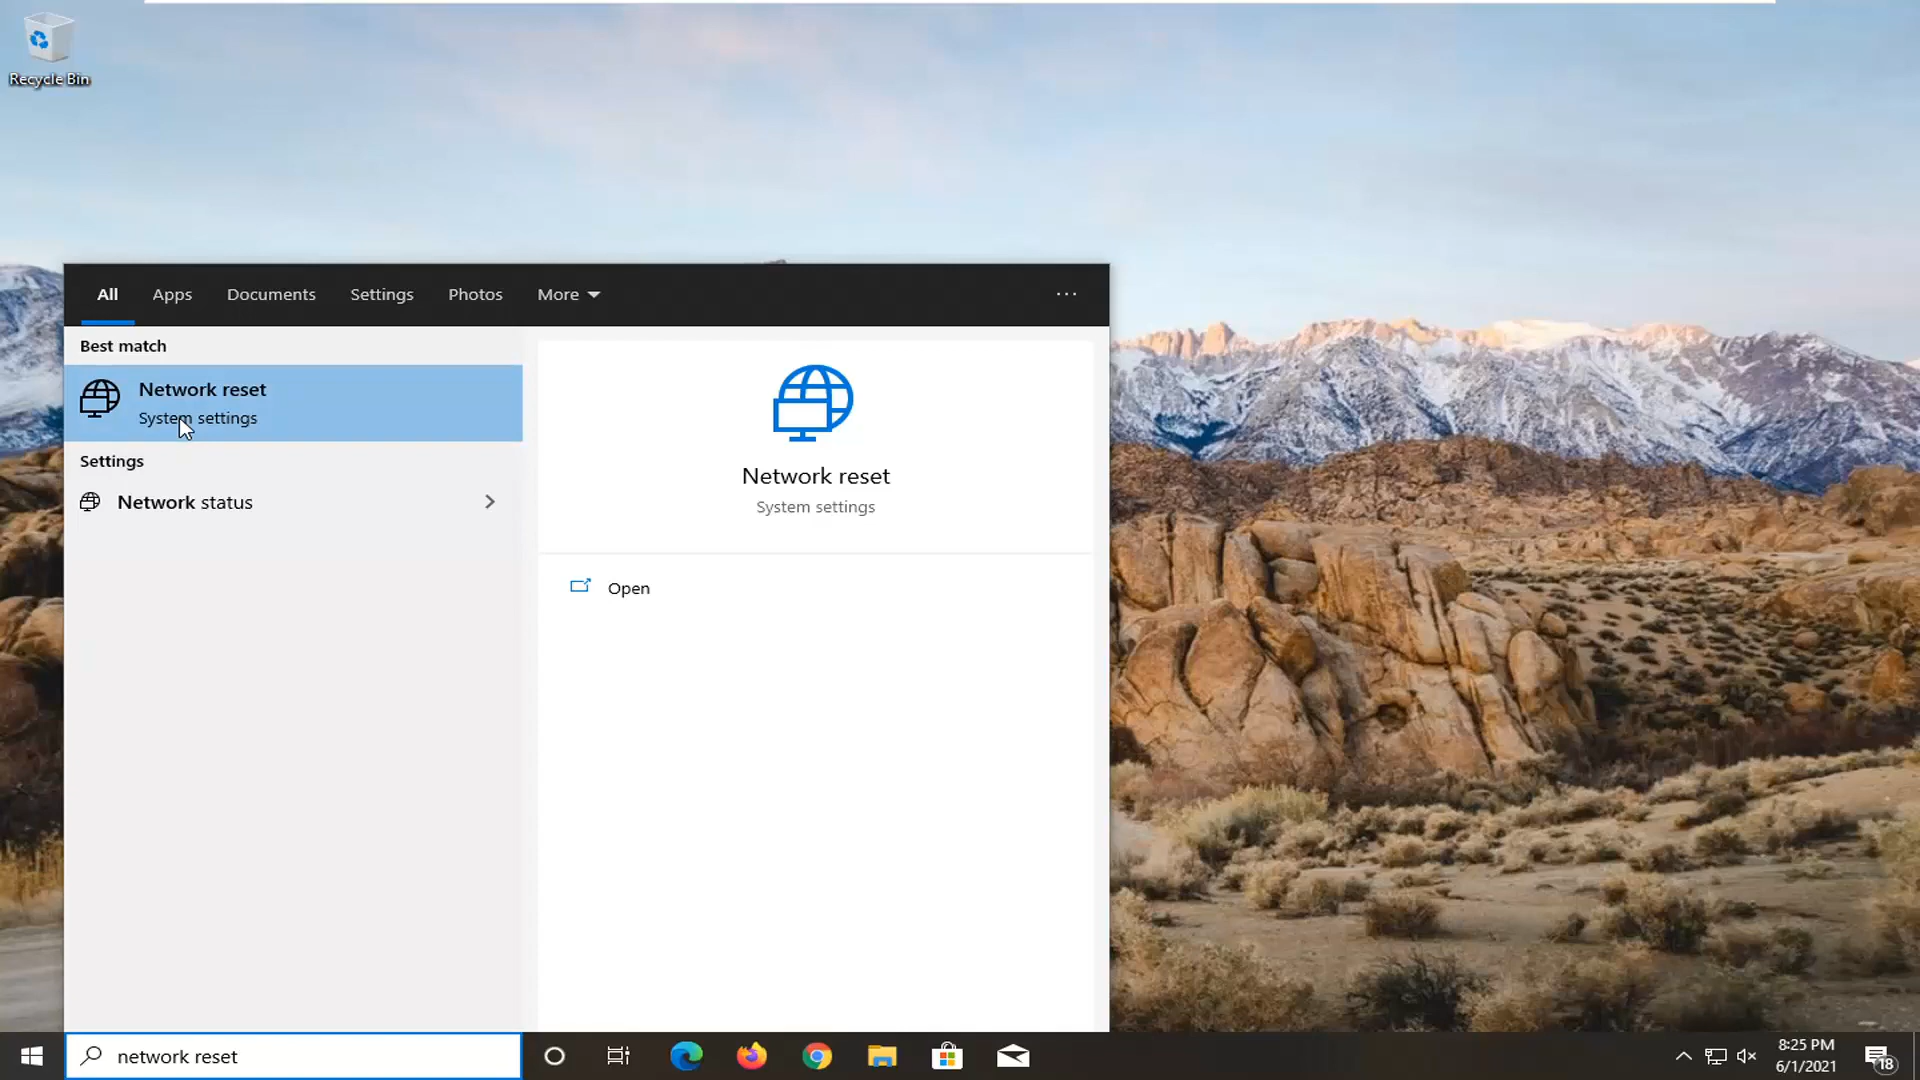 Recycle Bin
All Apps Documents Settings Photos More ...
Best match
Network reset
System settings
Settings
Network status
Network reset
System settings
Open
network reset
8:25 PM
6/1/2021
18